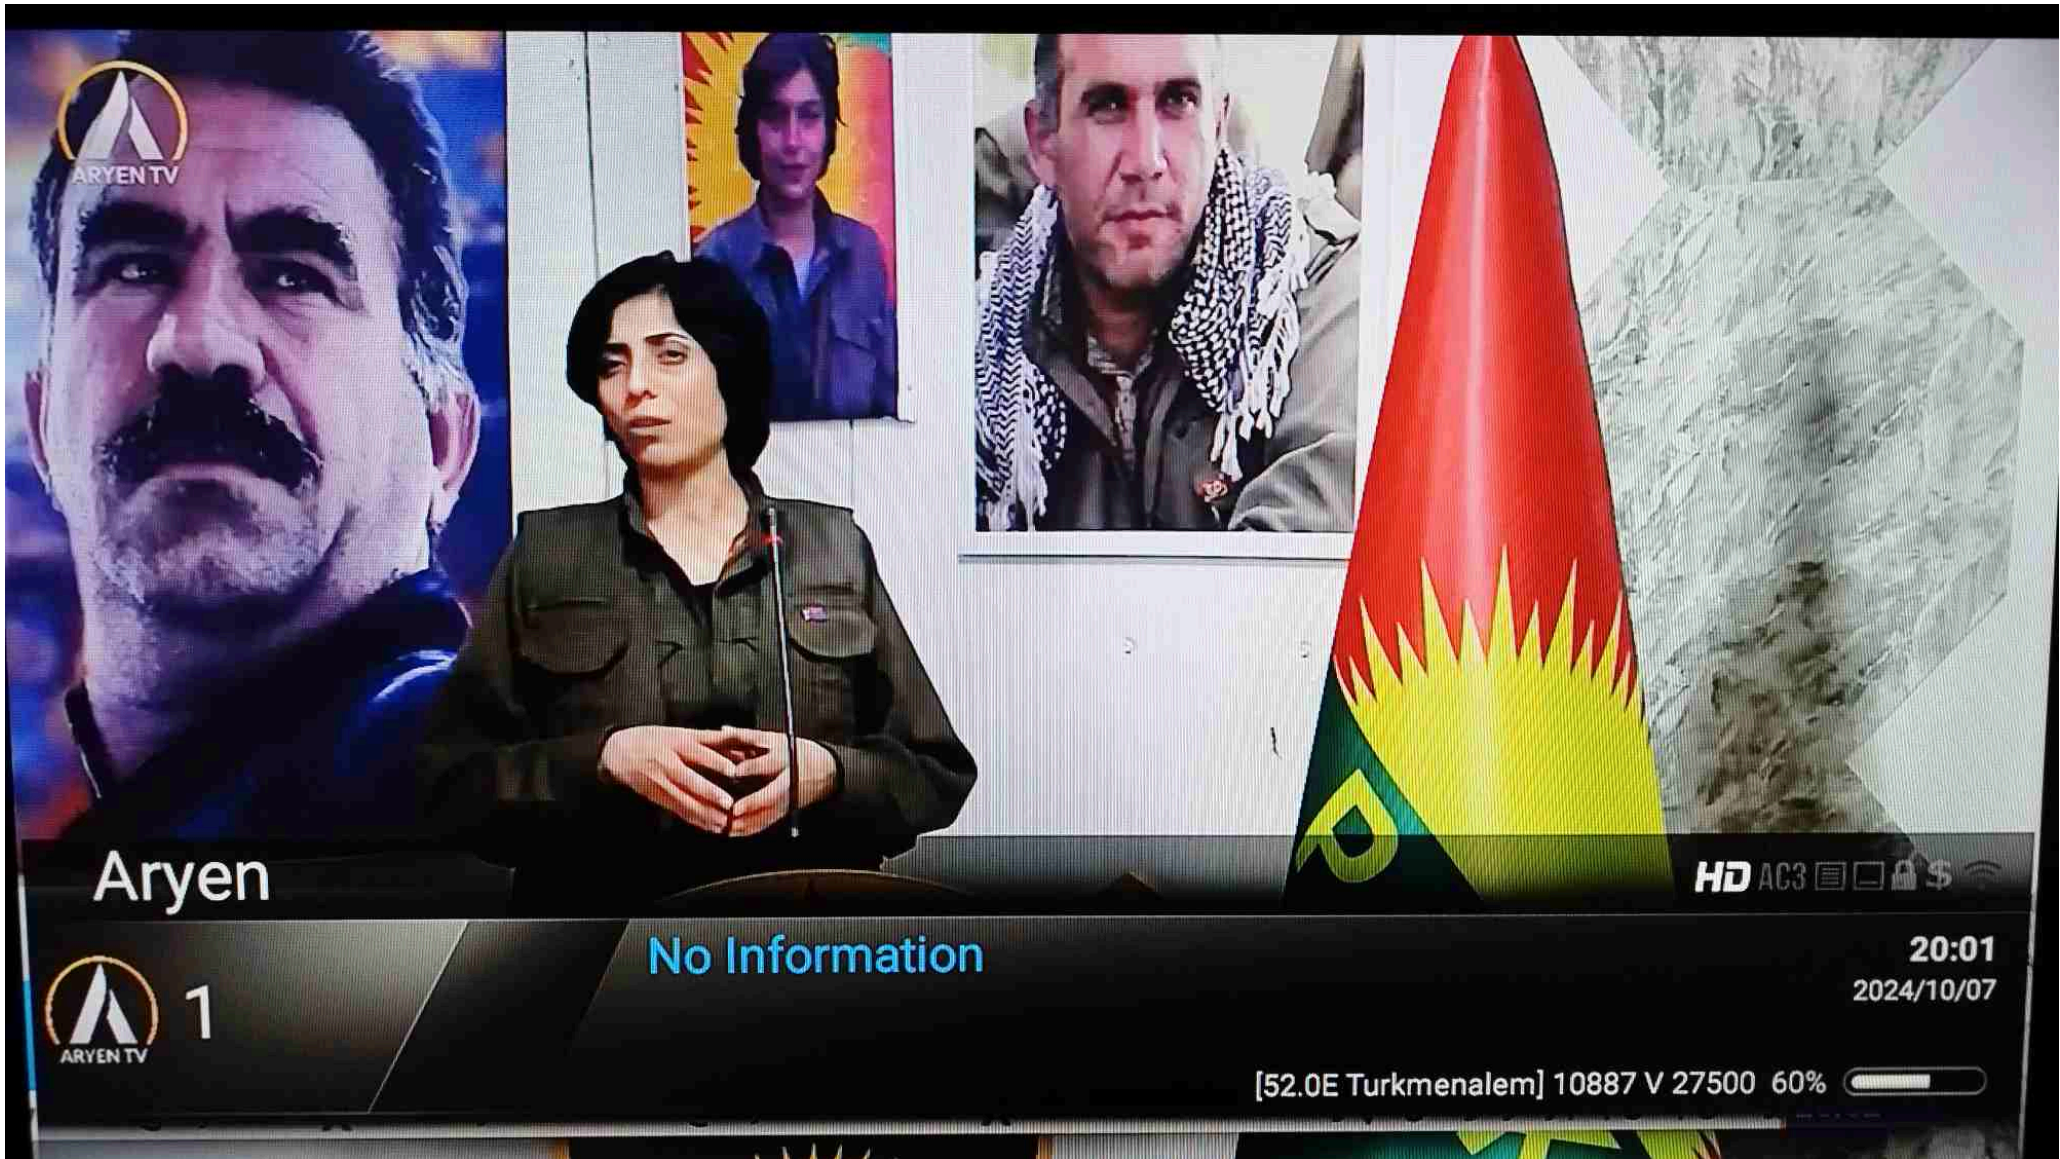 ARYEN TV
P
Aryen
HD AC3 $
No Information
20:01
2024/10/07
1
ARYEN TV
[52.0E Turkmenalem] 10887 V 27500 60%